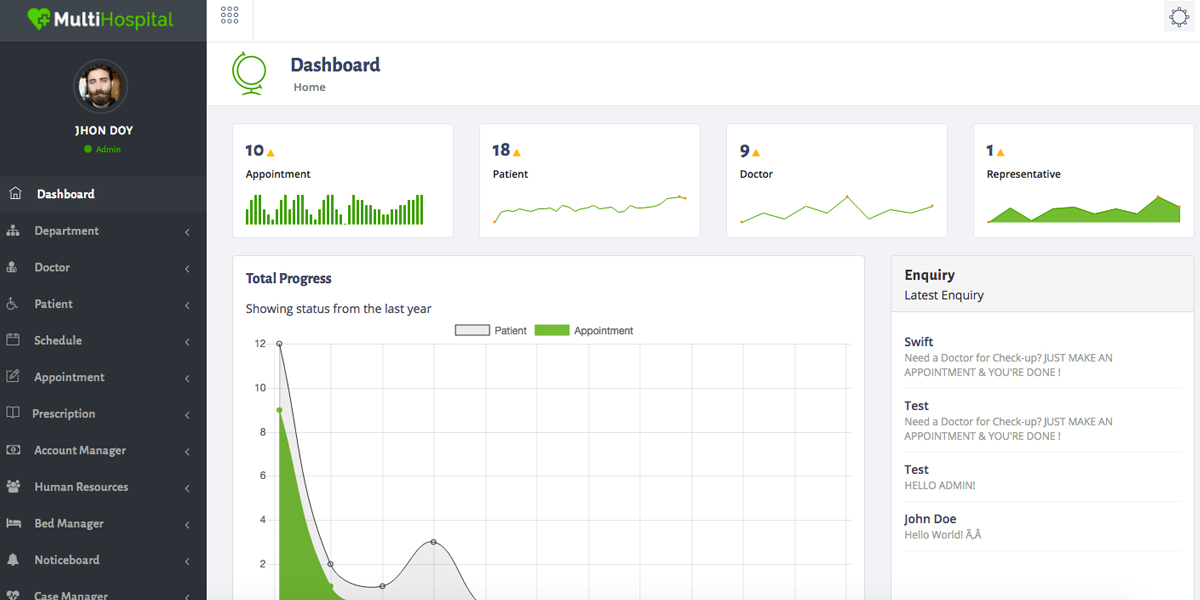 MultiHospital
JHON DOY
Admin
Dashboard
Department
Doctor
Patient
Schedule
Appointment
Prescription
Account Manager
Human Resources
Bed Manager
Noticeboard
Case Manager
Dashboard
Home
10
Appointment
18
Patient
9
Doctor
1
Representative
Total Progress
Showing status from the last year
Patient Appointment
12
10
8
6
4
2
Enquiry
Latest Enquiry
Swift
Need a Doctor for Check-up? JUST MAKE AN
APPOINTMENT & YOU'RE DONE !
Test
Need a Doctor for Check-up? JUST MAKE AN
APPOINTMENT & YOU'RE DONE !
Test
HELLO ADMIN!
John Doe
Hello World! Ã,Â